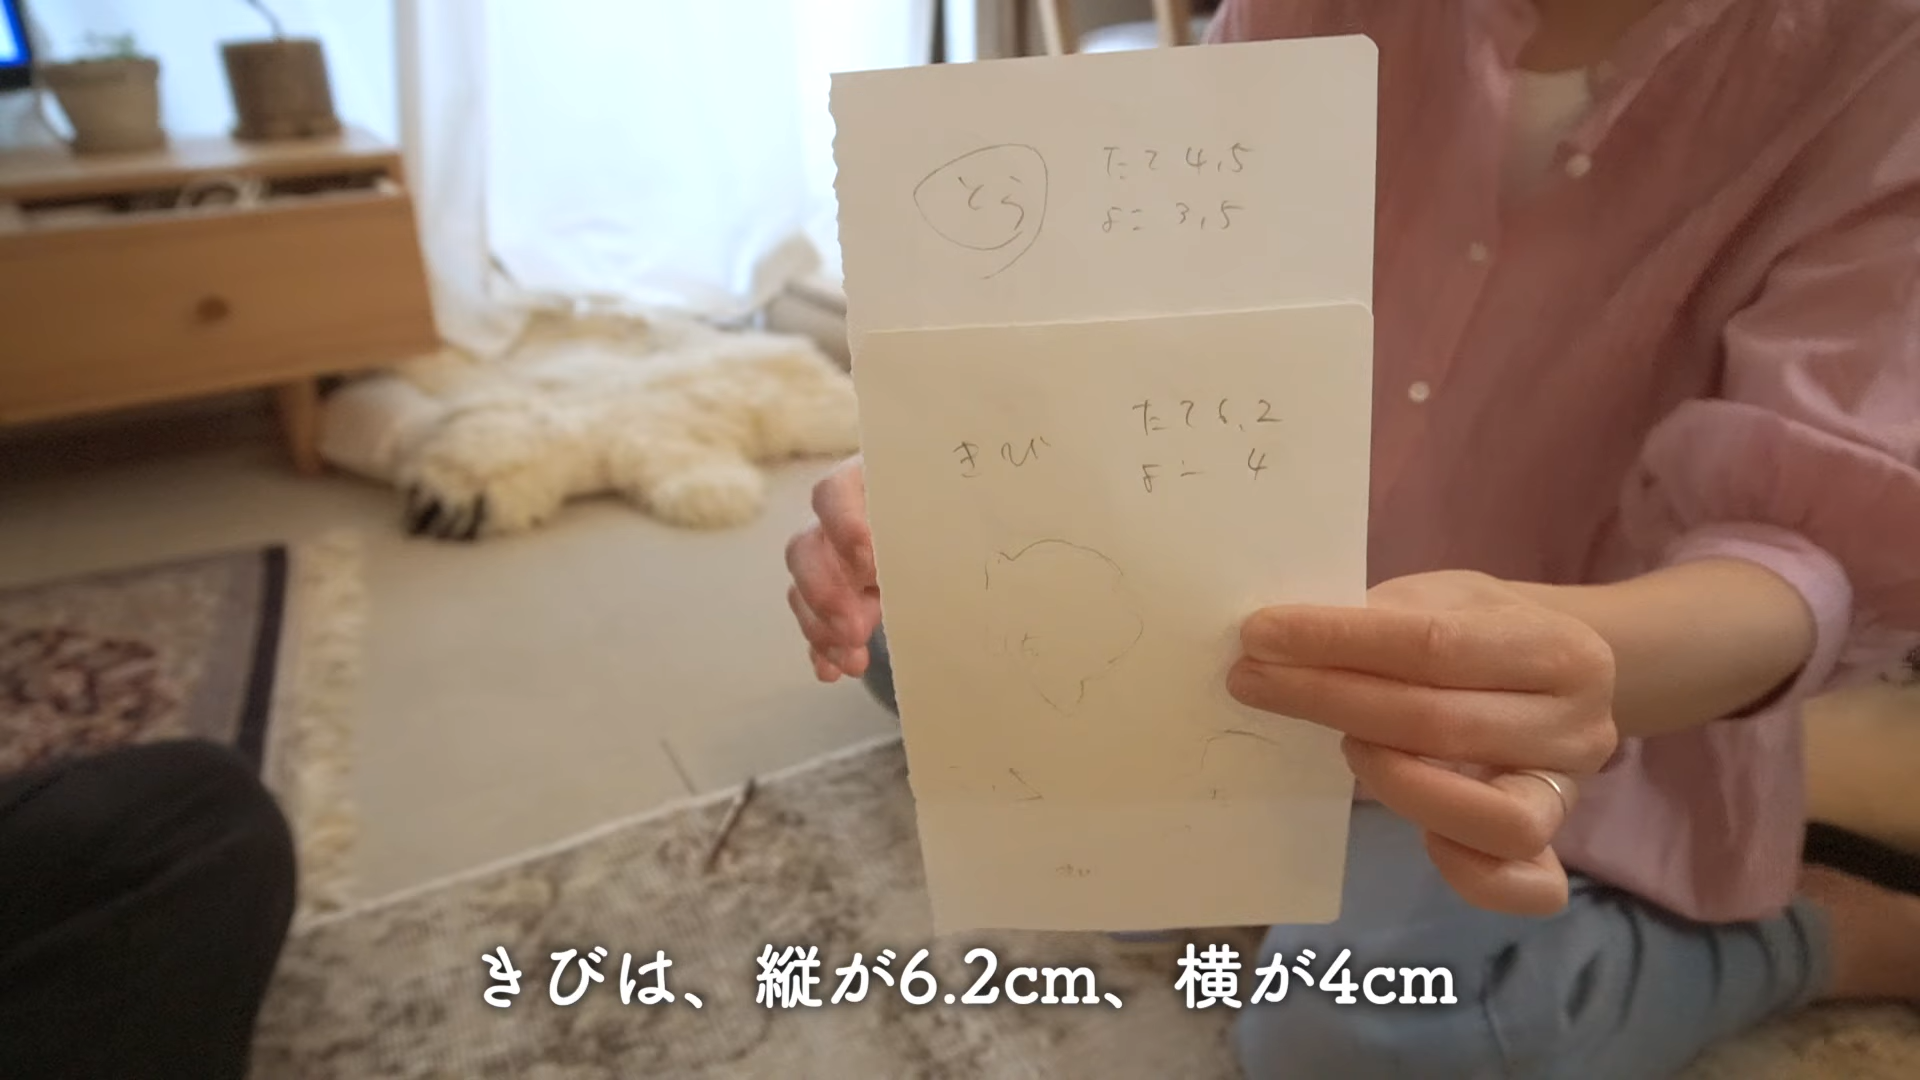 とら
たて 4.5
よこ 3.5
きび
たて 6.2
よこ 4
きびは、縦が6.2cm、横が4cm